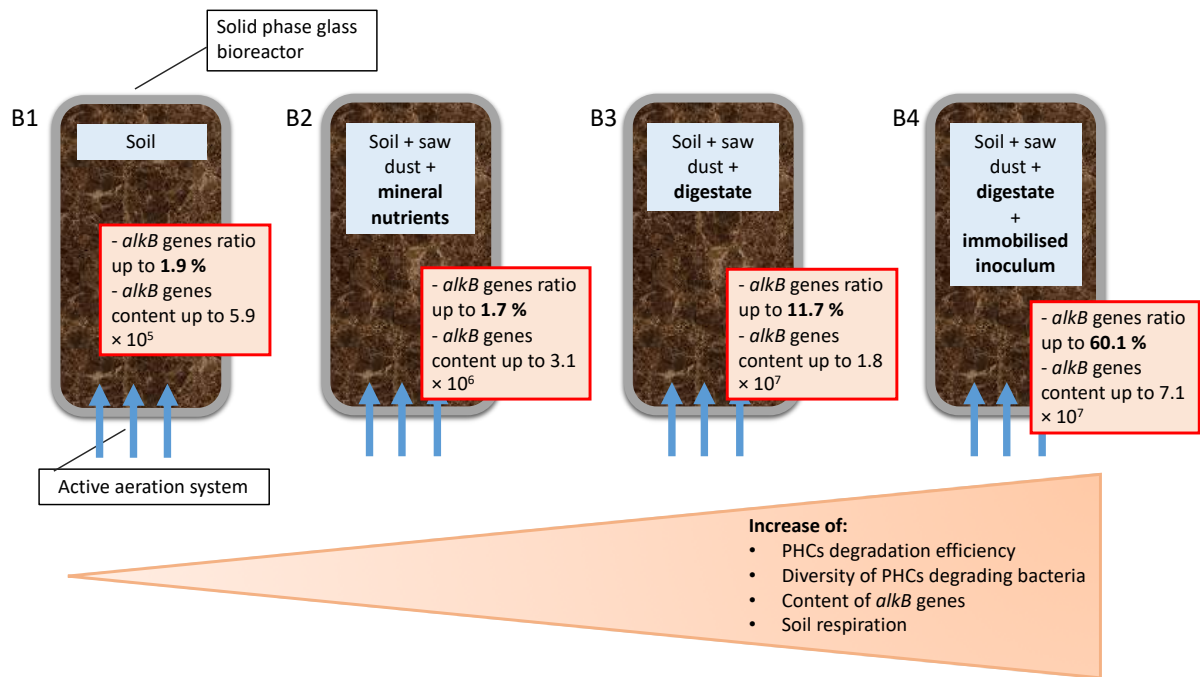 Solid phase glass
bioreactor
B1
Soil
- alkB genes ratio
up to 1.9 %
- alkB genes
content up to 5.9
× 10⁵
B2
Soil + saw
dust +
mineral
nutrients
- alkB genes ratio
up to 1.7 %
- alkB genes
content up to 3.1
× 10⁶
B3
Soil + saw
dust +
digestate
- alkB genes ratio
up to 11.7 %
- alkB genes
content up to 1.8
× 10⁷
B4
Soil + saw
dust +
digestate
+
immobilised
inoculum
- alkB genes ratio
up to 60.1 %
- alkB genes
content up to 7.1
× 10⁷
Active aeration system
Increase of:
• PHCs degradation efficiency
• Diversity of PHCs degrading bacteria
• Content of alkB genes
• Soil respiration